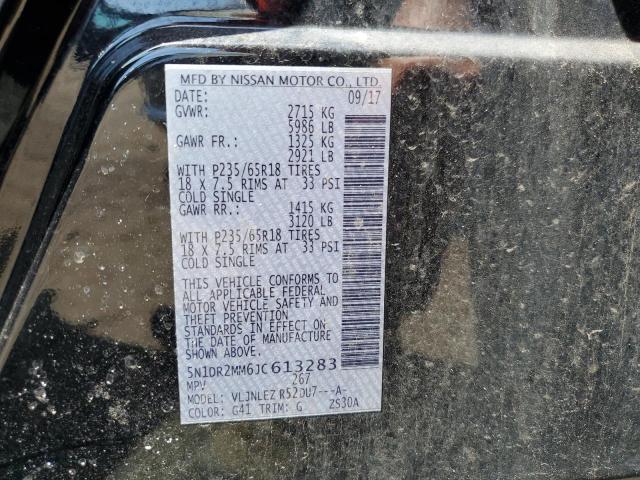 MFD BY NISSAN MOTOR CO., LTD.
DATE: 09/17
GVWR: 2715 KG
5986 LB
GAWR FR.: 1325 KG
2921 LB
WITH P235/65R18 TIRES
18 X 7.5 RIMS AT 33 PSI
COLD SINGLE
GAWR RR.: 1415 KG
3120 LB
WITH P235/65R18 TIRES
18 X 7.5 RIMS AT 33 PSI
COLD SINGLE
THIS VEHICLE CONFORMS TO
ALL APPLICABLE FEDERAL
MOTOR VEHICLE SAFETY AND
THEFT PREVENTION
STANDARDS IN EFFECT ON
THE DATE OF MANUFACTURE
SHOWN ABOVE.
5N1DR2MM6JC613283
MPV 267
MODEL: VLJNLEZ R52DU7---A-
COLOR: G41 TRIM: G ZS30A